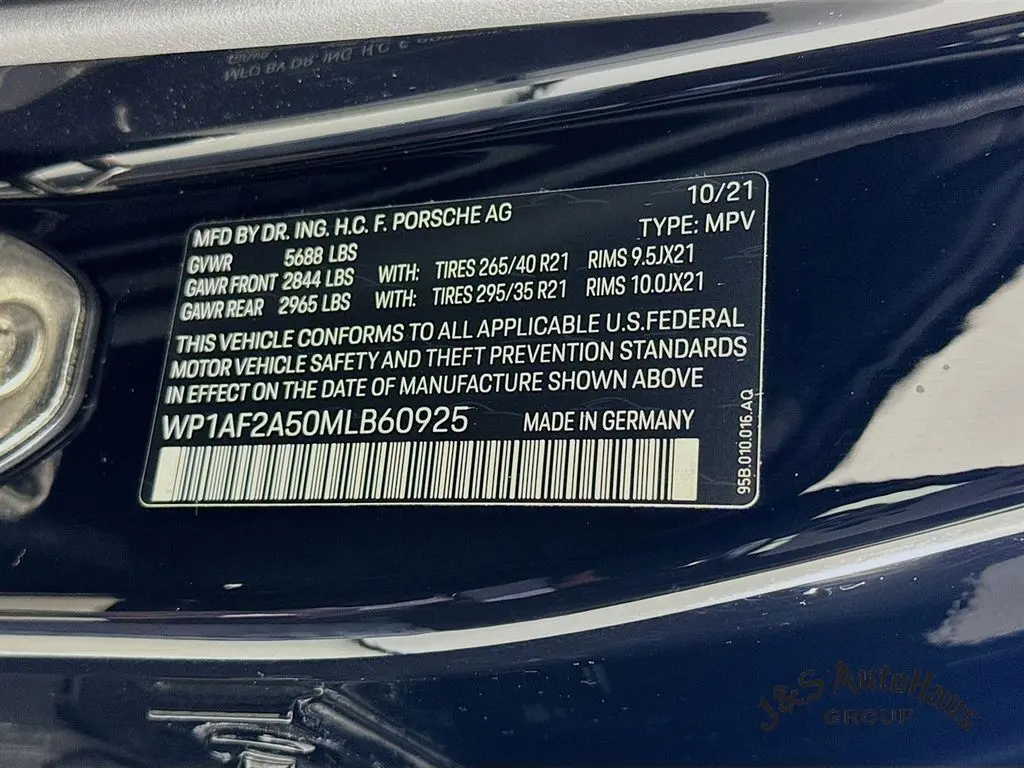 10/21
MFD BY DR. ING. H.C. F. PORSCHE AG TYPE: MPV
GVWR 5688 LBS
GAWR FRONT 2844 LBS WITH: TIRES 265/40 R21 RIMS 9.5JX21
GAWR REAR 2965 LBS WITH: TIRES 295/35 R21 RIMS 10.0JX21
THIS VEHICLE CONFORMS TO ALL APPLICABLE U.S.FEDERAL
MOTOR VEHICLE SAFETY AND THEFT PREVENTION STANDARDS
IN EFFECT ON THE DATE OF MANUFACTURE SHOWN ABOVE
WP1AF2A50MLB60925 MADE IN GERMANY
95B.010.016.AQ
J&S AutoHaus
GROUP